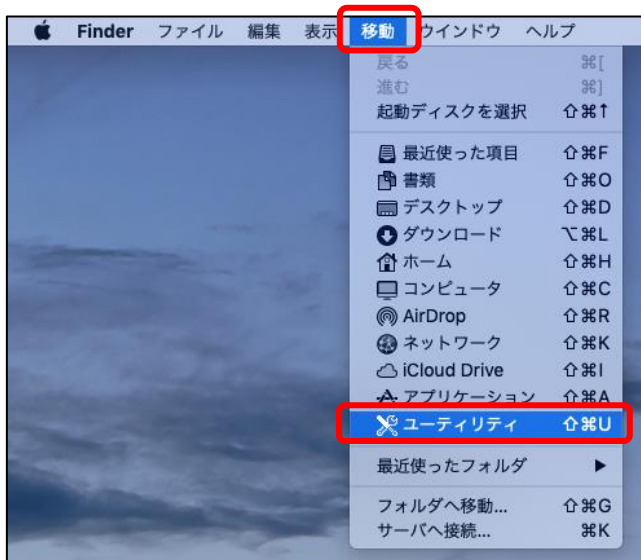 Finder ファイル 編集 表示 移動 ウインドウ ヘルプ
戻る ⌘[
進む ⌘]
起動ディスクを選択 ⇧⌘↑
最近使った項目 ⇧⌘F
書類 ⇧⌘O
デスクトップ ⇧⌘D
ダウンロード ⌥⌘L
ホーム ⇧⌘H
コンピュータ ⇧⌘C
AirDrop ⇧⌘R
ネットワーク ⇧⌘K
iCloud Drive ⇧⌘I
アプリケーション ⇧⌘A
ユーティリティ ⇧⌘U
最近使ったフォルダ ▶
フォルダへ移動... ⇧⌘G
サーバへ接続... ⌘K